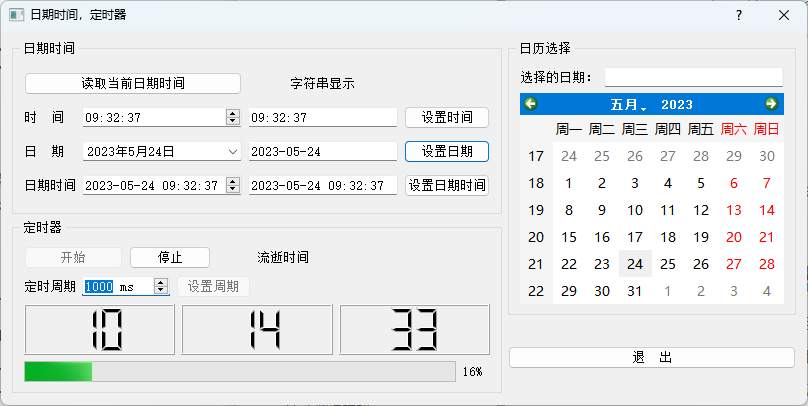 日期时间，定时器
日期时间
读取当前日期时间 字符串显示
时 间 09:32:37 09:32:37 设置时间
日 期 2023年5月24日 2023-05-24 设置日期
日期时间 2023-05-24 09:32:37 2023-05-24 09:32:37 设置日期时间
定时器
开始 停止 流逝时间
定时周期 1000 ms 设置周期
10 14 33
16%
日历选择
选择的日期：
五月 2023
周一 周二 周三 周四 周五 周六 周日
17 24 25 26 27 28 29 30
18 1 2 3 4 5 6 7
19 8 9 10 11 12 13 14
20 15 16 17 18 19 20 21
21 22 23 24 25 26 27 28
22 29 30 31 1 2 3 4
退 出